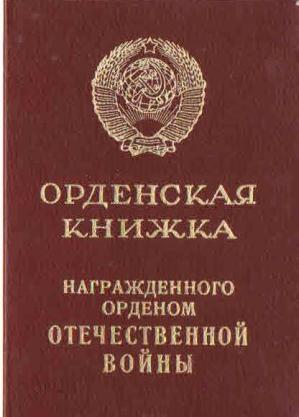 ОРДЕНСКАЯ
КНИЖКА
НАГРАЖДЕННОГО
ОРДЕНОМ
ОТЕЧЕСТВЕННОЙ
ВОЙНЫ